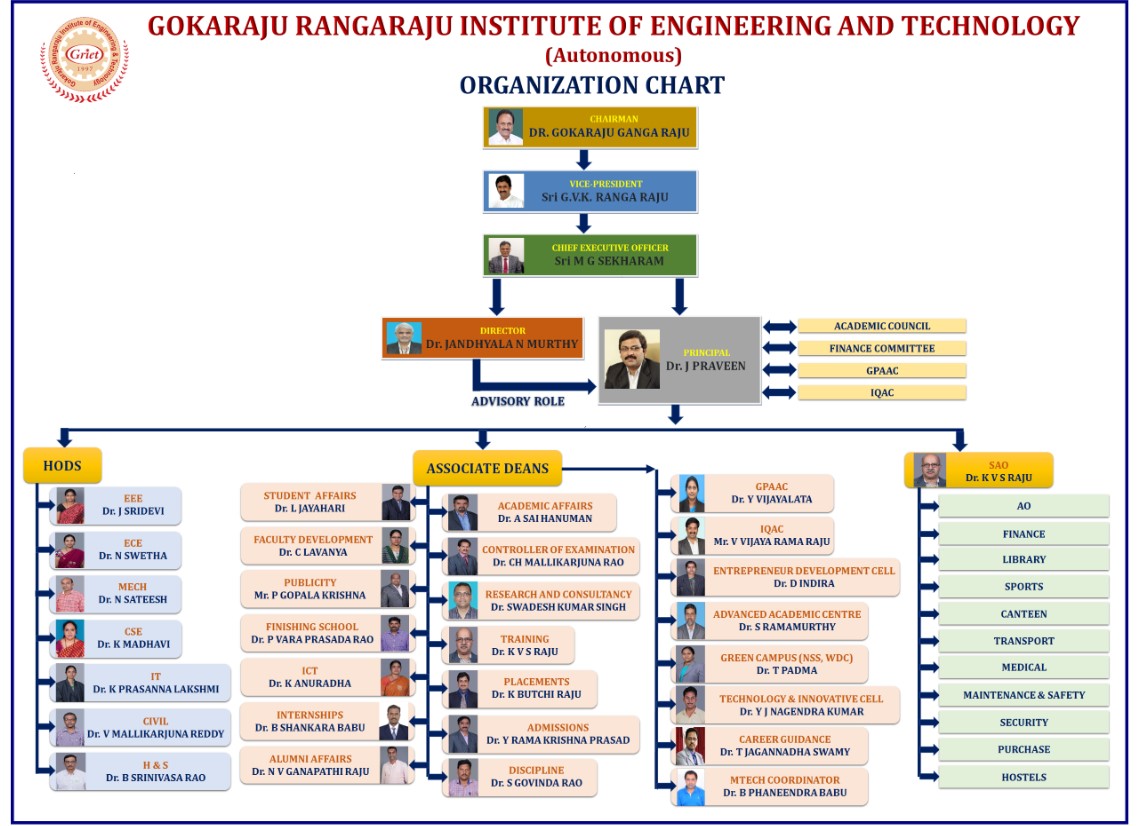 GOKARAJU RANGARAJU INSTITUTE OF ENGINEERING AND TECHNOLOGY
(Autonomous)
ORGANIZATION CHART
Gokaraju Rangaraju Institute of Engineering & Technology
Griet
1997
CHAIRMAN
DR. GOKARAJU GANGA RAJU
VICE-PRESIDENT
Sri G.V.K. RANGA RAJU
CHIEF EXECUTIVE OFFICER
Sri M G SEKHARAM
DIRECTOR
Dr. JANDHYALA N MURTHY
PRINCIPAL
Dr. J PRAVEEN
ADVISORY ROLE
ACADEMIC COUNCIL
FINANCE COMMITTEE
GPAAC
IQAC
HODS
EEE
Dr. J SRIDEVI
ECE
Dr. N SWETHA
MECH
Dr. N SATEESH
CSE
Dr. K MADHAVI
IT
Dr. K PRASANNA LAKSHMI
CIVIL
Dr. V MALLIKARJUNA REDDY
H & S
Dr. B SRINIVASA RAO
ASSOCIATE DEANS
STUDENT AFFAIRS
Dr. L JAYAHARI
FACULTY DEVELOPMENT
Dr. C LAVANYA
PUBLICITY
Mr. P GOPALA KRISHNA
FINISHING SCHOOL
Dr. P VARA PRASADA RAO
ICT
Dr. K ANURADHA
INTERNSHIPS
Dr. B SHANKARA BABU
ALUMNI AFFAIRS
Dr. N V GANAPATHI RAJU
ACADEMIC AFFAIRS
Dr. A SAI HANUMAN
CONTROLLER OF EXAMINATION
Dr. CH MALLIKARJUNA RAO
RESEARCH AND CONSULTANCY
Dr. SWADESH KUMAR SINGH
TRAINING
Dr. K V S RAJU
PLACEMENTS
Dr. K BUTCHI RAJU
ADMISSIONS
Dr. Y RAMA KRISHNA PRASAD
DISCIPLINE
Dr. S GOVINDA RAO
GPAAC
Dr. Y VIJAYALATA
IQAC
Mr. V VIJAYA RAMA RAJU
ENTREPRENEUR DEVELOPMENT CELL
Dr. D INDIRA
ADVANCED ACADEMIC CENTRE
Dr. S RAMAMURTHY
GREEN CAMPUS (NSS, WDC)
Dr. T PADMA
TECHNOLOGY & INNOVATIVE CELL
Dr. Y J NAGENDRA KUMAR
CAREER GUIDANCE
Dr. T JAGANNADHA SWAMY
MTECH COORDINATOR
Dr. B PHANEENDRA BABU
SAO
Dr. K V S RAJU
AO
FINANCE
LIBRARY
SPORTS
CANTEEN
TRANSPORT
MEDICAL
MAINTENANCE & SAFETY
SECURITY
PURCHASE
HOSTELS